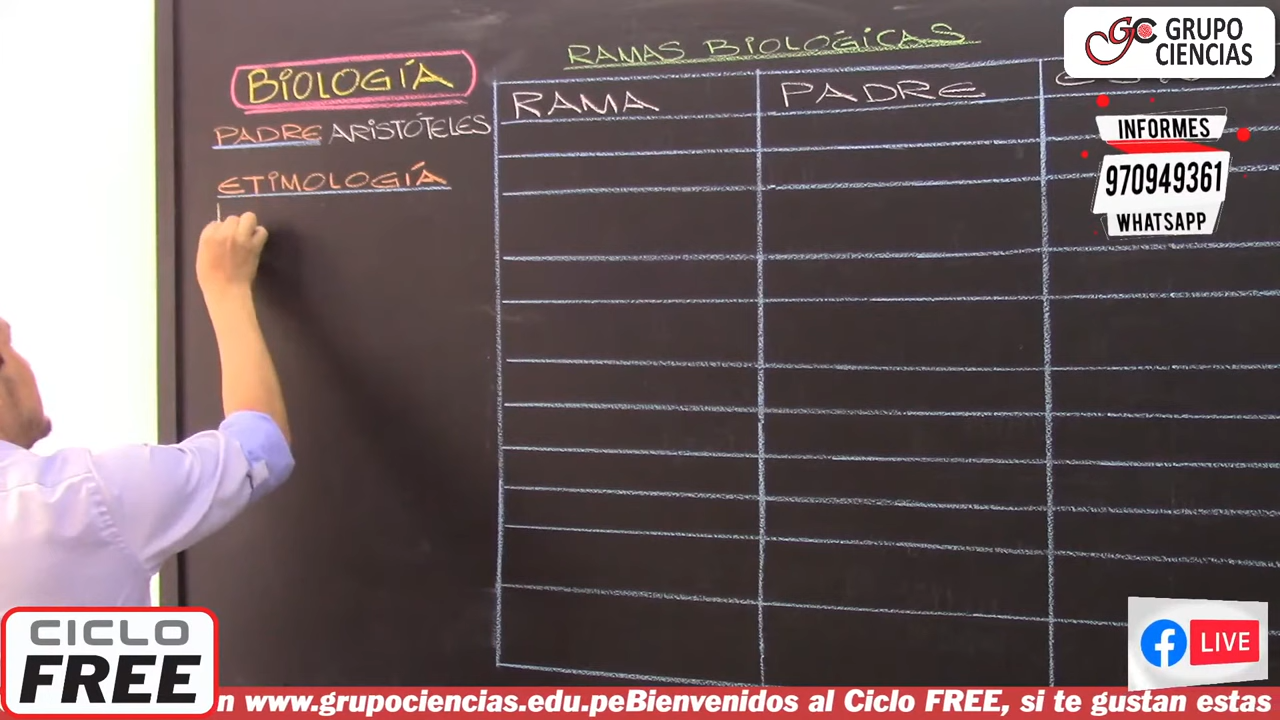 RAMAS BIOLÓGICAS
BIOLOGÍA
PADRE ARISTÓTELES
ETIMOLOGÍA
RAMA
PADRE
GC GRUPO
CIENCIAS
INFORMES
970949361
WHATSAPP
CICLO
FREE
LIVE
n www.grupociencias.edu.peBienvenidos al Ciclo FREE, si te gustan estas